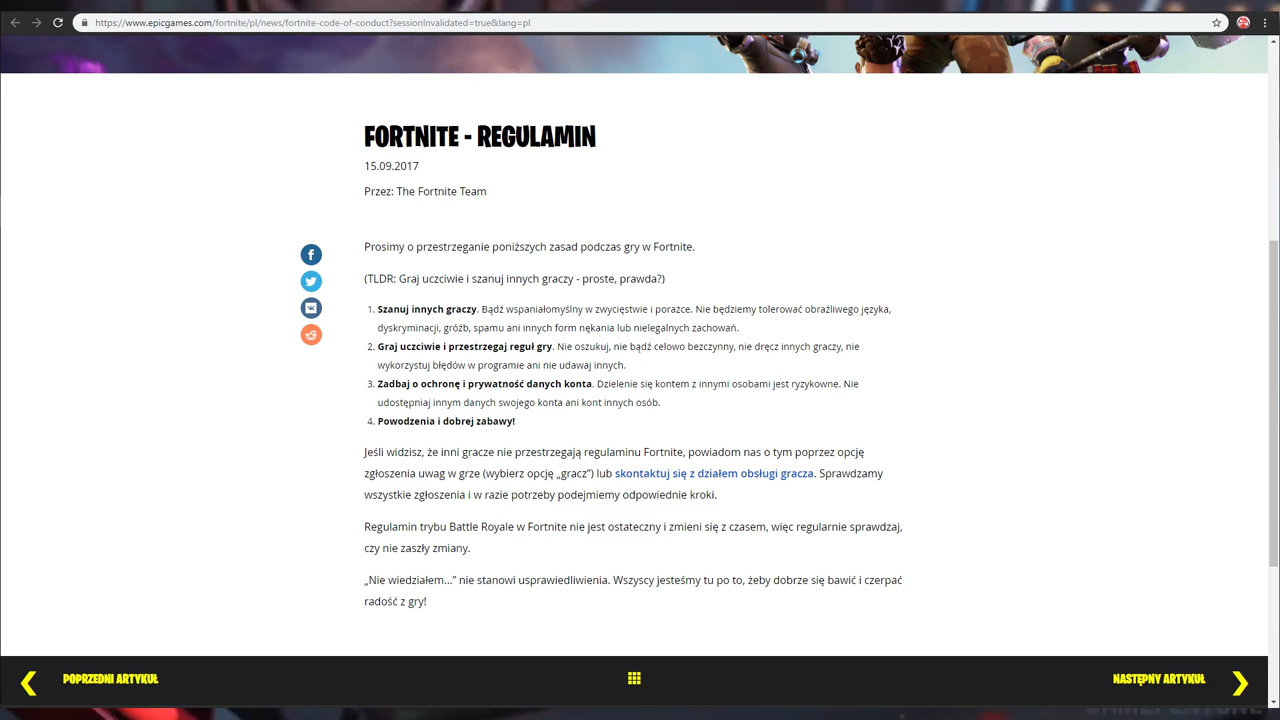 https://www.epicgames.com/fortnite/pl/news/fortnite-code-of-conduct?sessionInvalidated=true&lang=pl
FORTNITE - REGULAMIN
15.09.2017
Przez: The Fortnite Team
Prosimy o przestrzeganie poniższych zasad podczas gry w Fortnite.
(TLDR: Graj uczciwie i szanuj innych graczy - proste, prawda?)
1. Szanuj innych graczy. Bądź wspaniałomyślny w zwycięstwie i porażce. Nie będziemy tolerować obraźliwego języka,
dyskryminacji, gróźb, spamu ani innych form nękania lub nielegalnych zachowań.
2. Graj uczciwie i przestrzegaj reguł gry. Nie oszukuj, nie bądź celowo bezczynny, nie dręcz innych graczy, nie
wykorzystuj błędów w programie ani nie udawaj innych.
3. Zadbaj o ochronę i prywatność danych konta. Dzielenie się kontem z innymi osobami jest ryzykowne. Nie
udostępniaj innym danych swojego konta ani kont innych osób.
4. Powodzenia i dobrej zabawy!
Jeśli widzisz, że inni gracze nie przestrzegają regulaminu Fortnite, powiadom nas o tym poprzez opcję
zgłoszenia uwag w grze (wybierz opcję „gracz”) lub skontaktuj się z działem obsługi gracza. Sprawdzamy
wszystkie zgłoszenia i w razie potrzeby podejmiemy odpowiednie kroki.
Regulamin trybu Battle Royale w Fortnite nie jest ostateczny i zmieni się z czasem, więc regularnie sprawdzaj,
czy nie zaszły zmiany.
„Nie wiedziałem...” nie stanowi usprawiedliwienia. Wszyscy jesteśmy tu po to, żeby dobrze się bawić i czerpać
radość z gry!
POPRZEDNI ARTYKUŁ
NASTĘPNY ARTYKUŁ